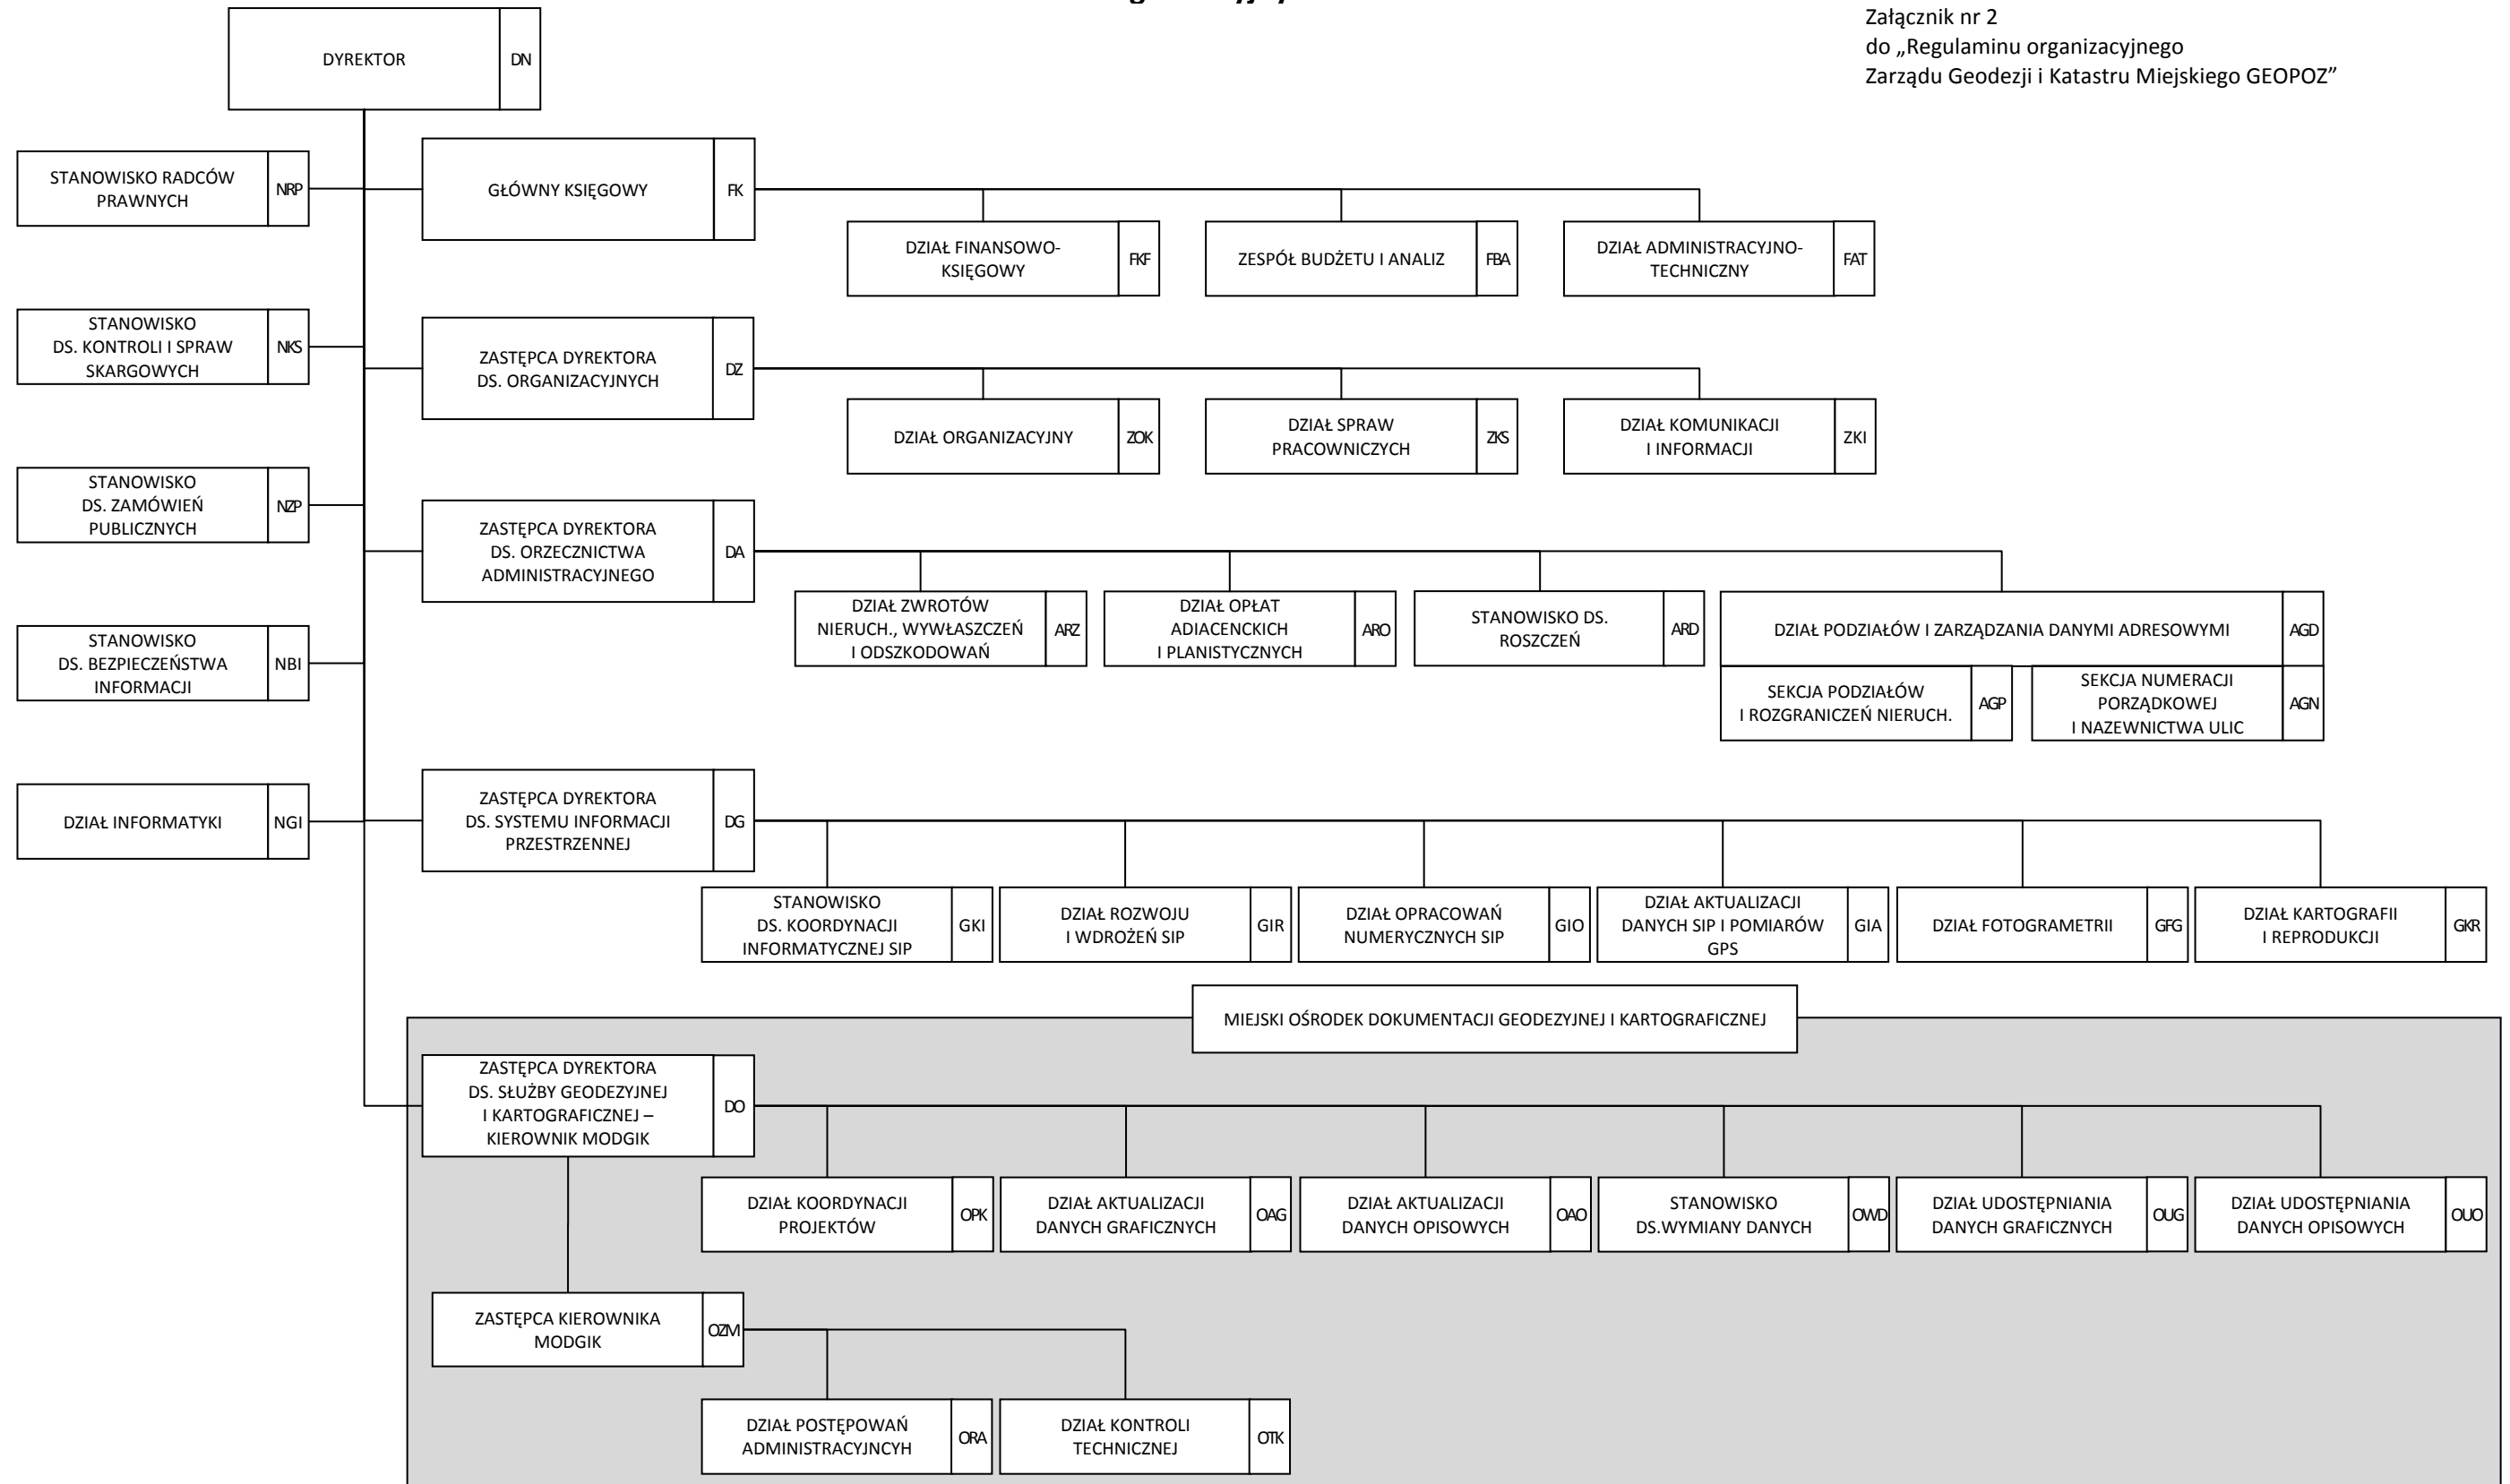 Załącznik nr 2
do „Regulaminu organizacyjnego
Zarządu Geodezji i Katastru Miejskiego GEOPOZ”
DYREKTOR
DN
STANOWISKO RADCÓW
PRAWNYCH
NRP
GŁÓWNY KSIĘGOWY
FK
DZIAŁ FINANSOWO-
KSIĘGOWY
FKF
ZESPÓŁ BUDŻETU I ANALIZ
FBA
DZIAŁ ADMINISTRACYJNO-
TECHNICZNY
FAT
STANOWISKO
DS. KONTROLI I SPRAW
SKARGOWYCH
NKS
ZASTĘPCA DYREKTORA
DS. ORGANIZACYJNYCH
DZ
DZIAŁ ORGANIZACYJNY
ZOK
DZIAŁ SPRAW
PRACOWNICZYCH
ZKS
DZIAŁ KOMUNIKACJI
I INFORMACJI
ZKI
STANOWISKO
DS. ZAMÓWIEŃ
PUBLICZNYCH
NZP
ZASTĘPCA DYREKTORA
DS. ORZECZNICTWA
ADMINISTRACYJNEGO
DA
DZIAŁ ZWROTÓW
NIERUCH., WYWŁASZCZEŃ
I ODSZKODOWAŃ
ARZ
DZIAŁ OPŁAT
ADIACENCKICH
I PLANISTYCZNYCH
ARO
STANOWISKO DS.
ROSZCZEŃ
ARD
DZIAŁ PODZIAŁÓW I ZARZĄDZANIA DANYMI ADRESOWYMI
AGD
SEKCJA PODZIAŁÓW
I ROZGRANICZEŃ NIERUCH.
AGP
SEKCJA NUMERACJI
PORZĄDKOWEJ
I NAZEWNICTWA ULIC
AGN
STANOWISKO
DS. BEZPIECZEŃSTWA
INFORMACJI
NBI
DZIAŁ INFORMATYKI
NGI
ZASTĘPCA DYREKTORA
DS. SYSTEMU INFORMACJI
PRZESTRZENNEJ
DG
STANOWISKO
DS. KOORDYNACJI
INFORMATYCZNEJ SIP
GKI
DZIAŁ ROZWOJU
I WDROŻEŃ SIP
GIR
DZIAŁ OPRACOWAŃ
NUMERYCZNYCH SIP
GIO
DZIAŁ AKTUALIZACJI
DANYCH SIP I POMIARÓW
GPS
GIA
DZIAŁ FOTOGRAMETRII
GFG
DZIAŁ KARTOGRAFII
I REPRODUKCJI
GKR
MIEJSKI OŚRODEK DOKUMENTACJI GEODEZYJNEJ I KARTOGRAFICZNEJ
ZASTĘPCA DYREKTORA
DS. SŁUŻBY GEODEZYJNEJ
I KARTOGRAFICZNEJ –
KIEROWNIK MODGIK
DO
DZIAŁ KOORDYNACJI
PROJEKTÓW
OPK
DZIAŁ AKTUALIZACJI
DANYCH GRAFICZNYCH
OAG
DZIAŁ AKTUALIZACJI
DANYCH OPISOWYCH
OAO
STANOWISKO
DS.WYMIANY DANYCH
OWD
DZIAŁ UDOSTĘPNIANIA
DANYCH GRAFICZNYCH
OUG
DZIAŁ UDOSTĘPNIANIA
DANYCH OPISOWYCH
OUO
ZASTĘPCA KIEROWNIKA
MODGIK
OZM
DZIAŁ POSTĘPOWAŃ
ADMINISTRACYJNCYH
ORA
DZIAŁ KONTROLI
TECHNICZNEJ
OTK